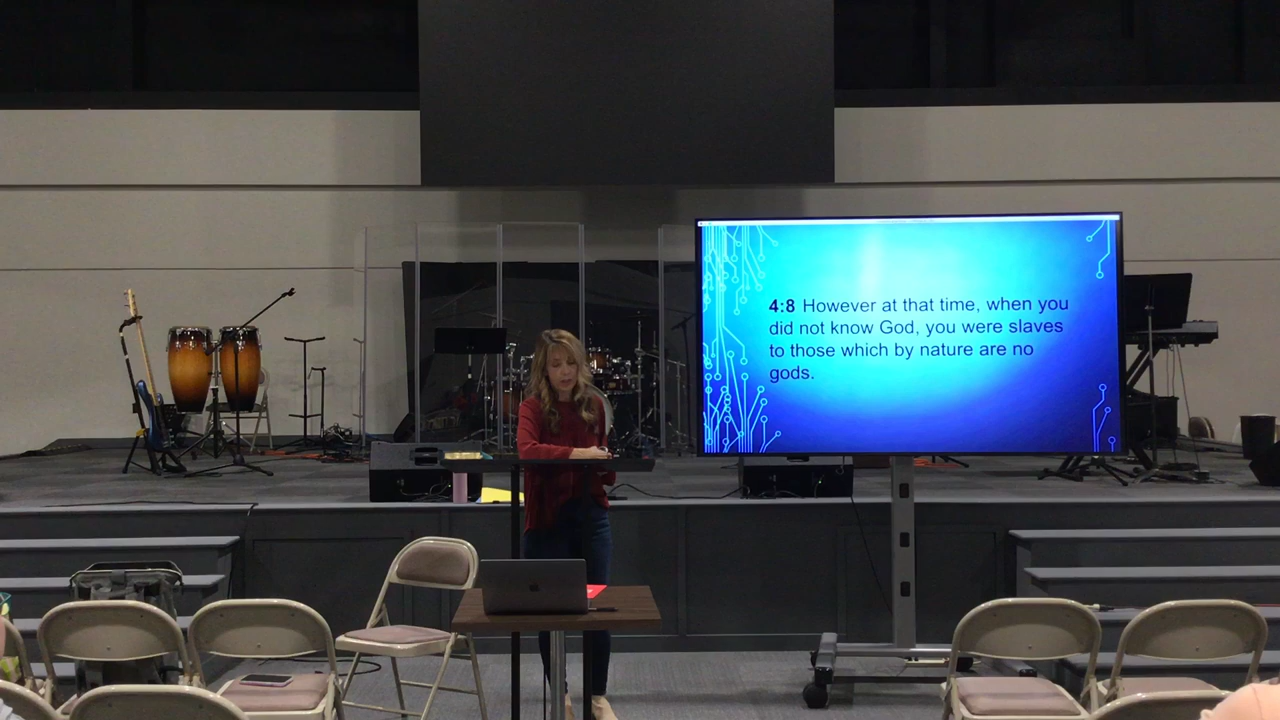 4:8 However at that time, when you
did not know God, you were slaves
to those which by nature are no
gods.